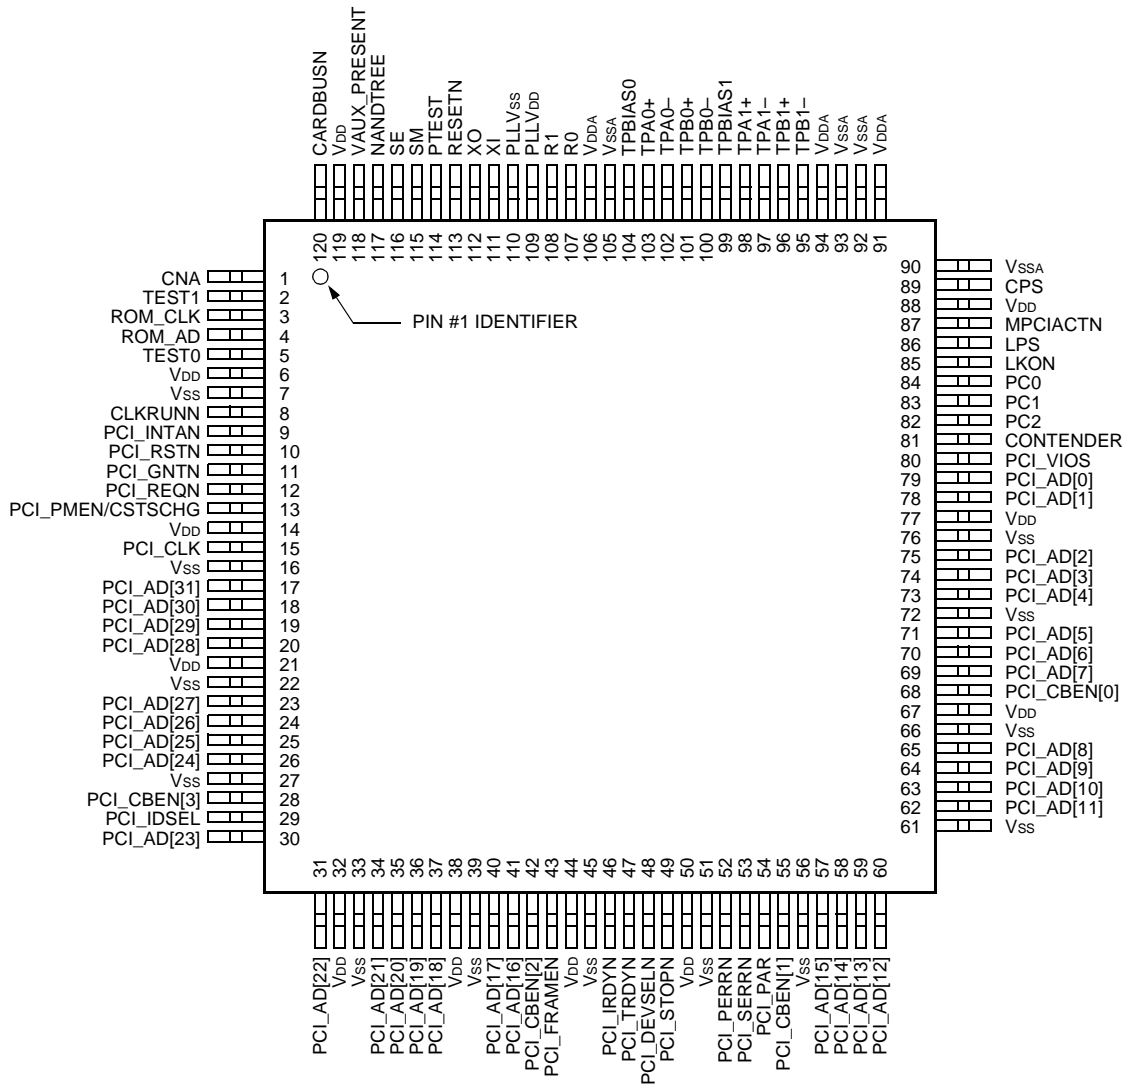 CARDBUSN
VDD
VAUX_PRESENT
NANDTREE
SE
SM
PTEST
RESETN
XO
XI
PLLVSS
PLLVDD
R1
R0
VDDA
VSSA
TPBIAS0
TPA0+
TPA0–
TPB0+
TPB0–
TPBIAS1
TPA1+
TPA1–
TPB1+
TPB1–
VDDA
VSSA
VSSA
VDDA
120
119
118
117
116
115
114
113
112
111
110
109
108
107
106
105
104
103
102
101
100
99
98
97
96
95
94
93
92
91
CNA 1
TEST1 2
ROM_CLK 3
ROM_AD 4
TEST0 5
VDD 6
VSS 7
CLKRUNN 8
PCI_INTAN 9
PCI_RSTN 10
PCI_GNTN 11
PCI_REQN 12
PCI_PMEN/CSTSCHG 13
VDD 14
PCI_CLK 15
VSS 16
PCI_AD[31] 17
PCI_AD[30] 18
PCI_AD[29] 19
PCI_AD[28] 20
VDD 21
VSS 22
PCI_AD[27] 23
PCI_AD[26] 24
PCI_AD[25] 25
PCI_AD[24] 26
VSS 27
PCI_CBEN[3] 28
PCI_IDSEL 29
PCI_AD[23] 30
PIN #1 IDENTIFIER
90 VSSA
89 CPS
88 VDD
87 MPCIACTN
86 LPS
85 LKON
84 PC0
83 PC1
82 PC2
81 CONTENDER
80 PCI_VIOS
79 PCI_AD[0]
78 PCI_AD[1]
77 VDD
76 VSS
75 PCI_AD[2]
74 PCI_AD[3]
73 PCI_AD[4]
72 VSS
71 PCI_AD[5]
70 PCI_AD[6]
69 PCI_AD[7]
68 PCI_CBEN[0]
67 VDD
66 VSS
65 PCI_AD[8]
64 PCI_AD[9]
63 PCI_AD[10]
62 PCI_AD[11]
61 VSS
31
32
33
34
35
36
37
38
39
40
41
42
43
44
45
46
47
48
49
50
51
52
53
54
55
56
57
58
59
60
PCI_AD[22]
VDD
VSS
PCI_AD[21]
PCI_AD[20]
PCI_AD[19]
PCI_AD[18]
VDD
VSS
PCI_AD[17]
PCI_AD[16]
PCI_CBEN[2]
PCI_FRAMEN
VDD
VSS
PCI_IRDYN
PCI_TRDYN
PCI_DEVSELN
PCI_STOPN
VDD
VSS
PCI_PERRN
PCI_SERRN
PCI_PAR
PCI_CBEN[1]
VSS
PCI_AD[15]
PCI_AD[14]
PCI_AD[13]
PCI_AD[12]